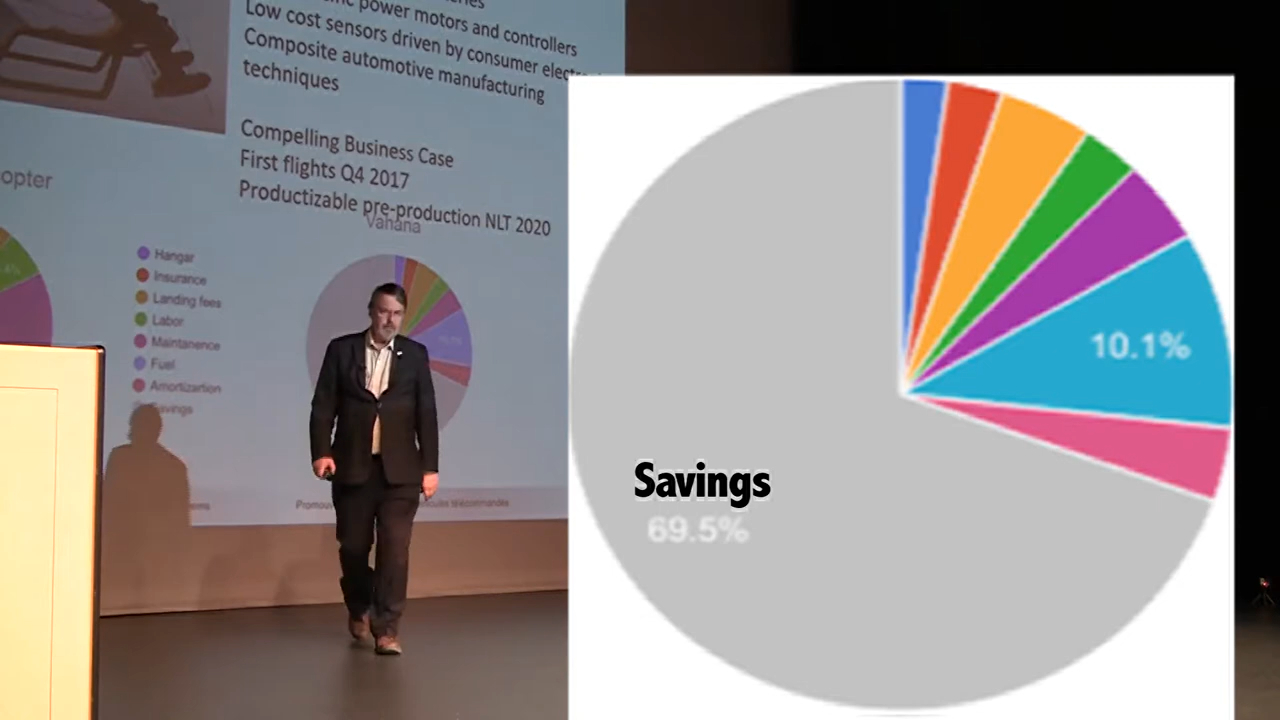 power motors and controllers
Low cost sensors driven by consumer
Composite automotive manufacturing
techniques
Compelling Business Case
First flights Q4 2017
Productizable pre-production NLT 2020
opter
Vahana
Hangar
Insurance
Landing fees
Labor
Maintanence
Fuel
Amortizartion
Savings
10.1%
Savings
69.5%